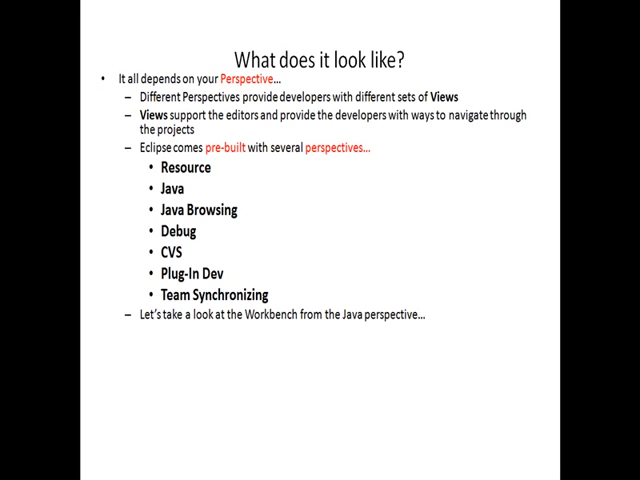 What does it look like?
• It all depends on your Perspective...
– Different Perspectives provide developers with different sets of Views
– Views support the editors and provide the developers with ways to navigate through
the projects
– Eclipse comes pre-built with several perspectives...
• Resource
• Java
• Java Browsing
• Debug
• CVS
• Plug-In Dev
• Team Synchronizing
– Let's take a look at the Workbench from the Java perspective...